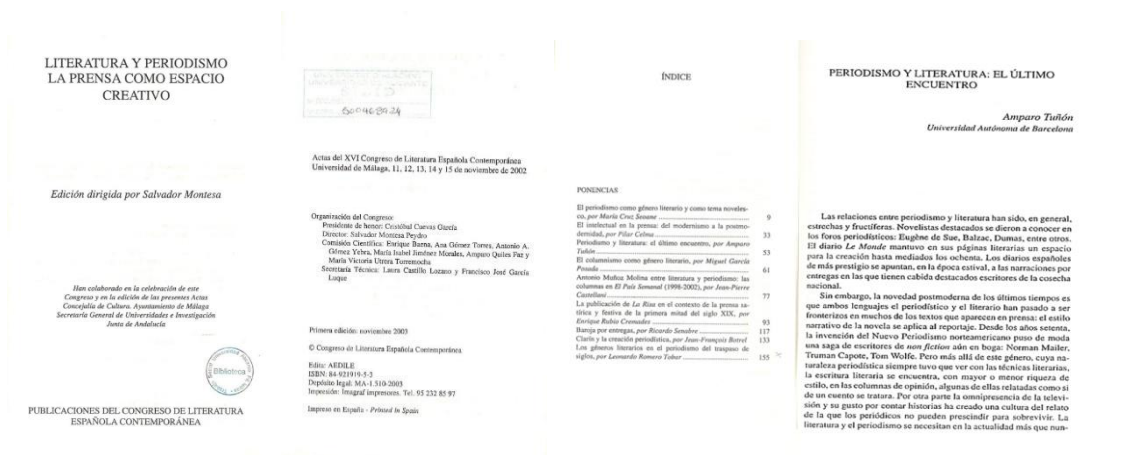 LITERATURA Y PERIODISMO
LA PRENSA COMO ESPACIO
CREATIVO
Edición dirigida por Salvador Montesa
Han colaborado en la celebración de este
Congreso y en la edición de las presentes Actas
Concejalía de Cultura. Ayuntamiento de Málaga
Secretaría General de Universidades e Investigación
Junta de Andalucía
Biblioteca
PUBLICACIONES DEL CONGRESO DE LITERATURA
ESPAÑOLA CONTEMPORÁNEA
Actas del XVI Congreso de Literatura Española Contemporánea
Universidad de Málaga, 11, 12, 13, 14 y 15 de noviembre de 2002
Organización del Congreso:
Presidente de honor: Cristóbal Cuevas García
Director: Salvador Montesa Peydro
Comisión Científica: Enrique Baena, Ana Gómez Torres, Antonio A.
Gómez Yebra, María Isabel Jiménez Morales, Amparo Quiles Faz y
María Victoria Utrera Torremocha
Secretaría Técnica: Laura Castillo Lozano y Francisco José García
Luque
Primera edición: noviembre 2003
© Congreso de Literatura Española Contemporánea
Edita: AEDILE
ISBN: 84-921919-5-3
Depósito legal: MA-1.510-2003
Impresión: Imagraf impresores. Tel. 95 232 85 97
Impreso en España - Printed in Spain
ÍNDICE
PONENCIAS
El periodismo como género literario y como tema noveles-
co, por María Cruz Seoane 9
El intelectual en la prensa: del modernismo a la postmo-
dernidad, por Pilar Celma 33
Periodismo y literatura: el último encuentro, por Amparo
Tuñón 53
El columnismo como género literario, por Miguel García
Posada 61
Antonio Muñoz Molina entre literatura y periodismo: las
columnas en El País Semanal (1998-2002), por Jean-Pierre
Castellani 77
La publicación de La Risa en el contexto de la prensa sa-
tírica y festiva de la primera mitad del siglo XIX, por
Enrique Rubio Cremades 93
Baroja por entregas, por Ricardo Senabre 117
Clarín y la creación periodística, por Jean-François Botrel 133
Los géneros literarios en el periodismo del traspaso de
siglos, por Leonardo Romero Tobar 155
PERIODISMO Y LITERATURA: EL ÚLTIMO
ENCUENTRO
Amparo Tuñón
Universidad Autónoma de Barcelona
Las relaciones entre periodismo y literatura han sido, en general,
estrechas y fructíferas. Novelistas destacados se dieron a conocer en
los foros periodísticos: Eugène de Sue, Balzac, Dumas, entre otros.
El diario Le Monde mantuvo en sus páginas literarias un espacio
para la creación hasta mediados los ochenta. Los diarios españoles
de más prestigio se apuntan, en la época estival, a las narraciones por
entregas en las que tienen cabida destacados escritores de la cosecha
nacional.
Sin embargo, la novedad postmoderna de los últimos tiempos es
que ambos lenguajes el periodístico y el literario han pasado a ser
fronterizos en muchos de los textos que aparecen en prensa: el estilo
narrativo de la novela se aplica al reportaje. Desde los años setenta,
la invención del Nuevo Periodismo norteamericano puso de moda
una saga de escritores de non fiction aún en boga: Norman Mailer,
Truman Capote, Tom Wolfe. Pero más allá de este género, cuya na-
turaleza periodística siempre tuvo que ver con las técnicas literarias,
la escritura literaria se encuentra, con mayor o menor riqueza de
estilo, en las columnas de opinión, algunas de ellas relatadas como si
de un cuento se tratara. Por otra parte la omnipresencia de la televi-
sión y su gusto por contar historias ha creado una cultura del relato
de la que los periódicos no pueden prescindir para sobrevivir. La
literatura y el periodismo se necesitan en la actualidad más que nun-